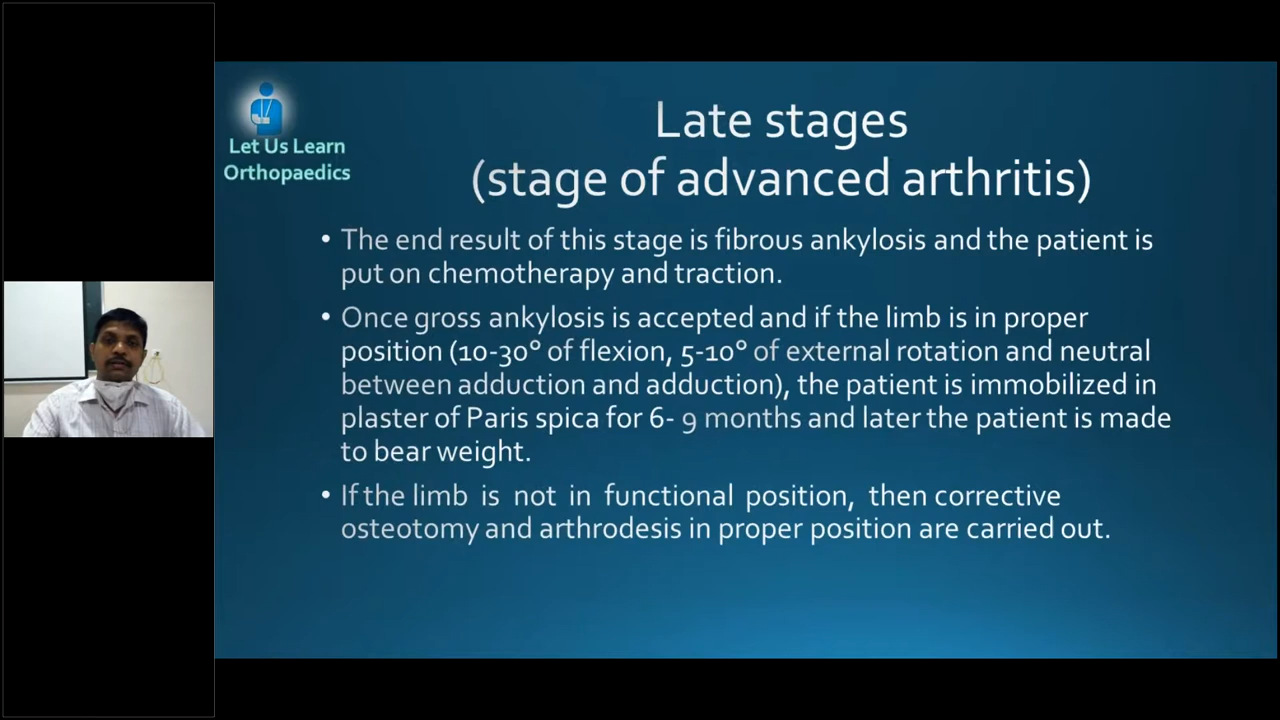 Let Us Learn
Orthopaedics
Late stages
(stage of advanced arthritis)
• The end result of this stage is fibrous ankylosis and the patient is
put on chemotherapy and traction.
• Once gross ankylosis is accepted and if the limb is in proper
position (10-30° of flexion, 5-10° of external rotation and neutral
between adduction and adduction), the patient is immobilized in
plaster of Paris spica for 6- 9 months and later the patient is made
to bear weight.
• If the limb is not in functional position, then corrective
osteotomy and arthrodesis in proper position are carried out.